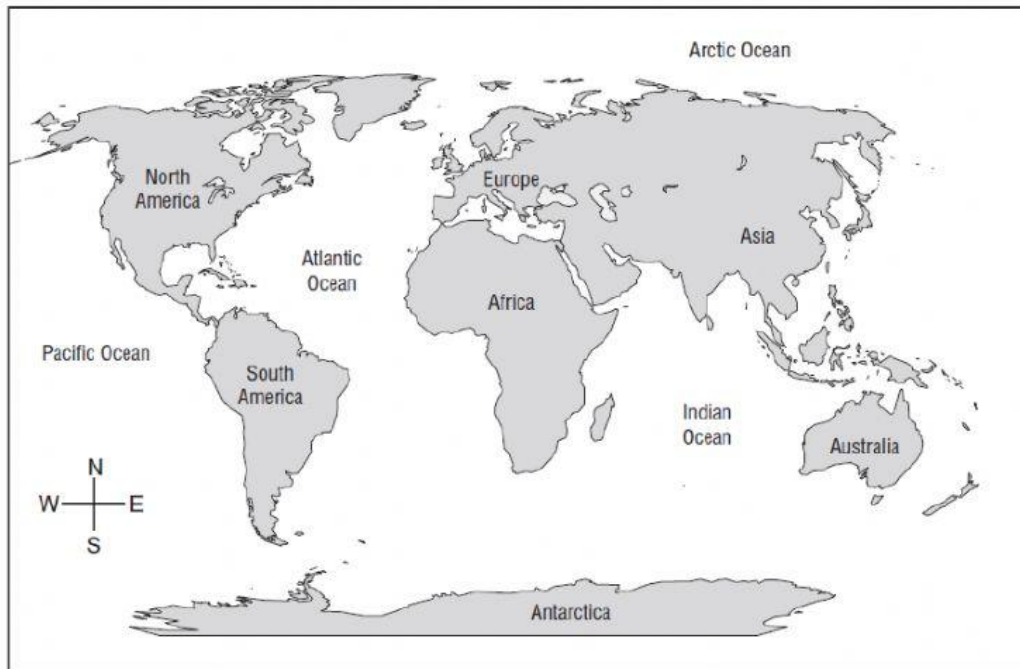 Arctic Ocean
North
America
Europe
Asia
Atlantic
Ocean
Africa
Pacific Ocean
South
America
Indian
Ocean
Australia
N
W E
S
Antarctica